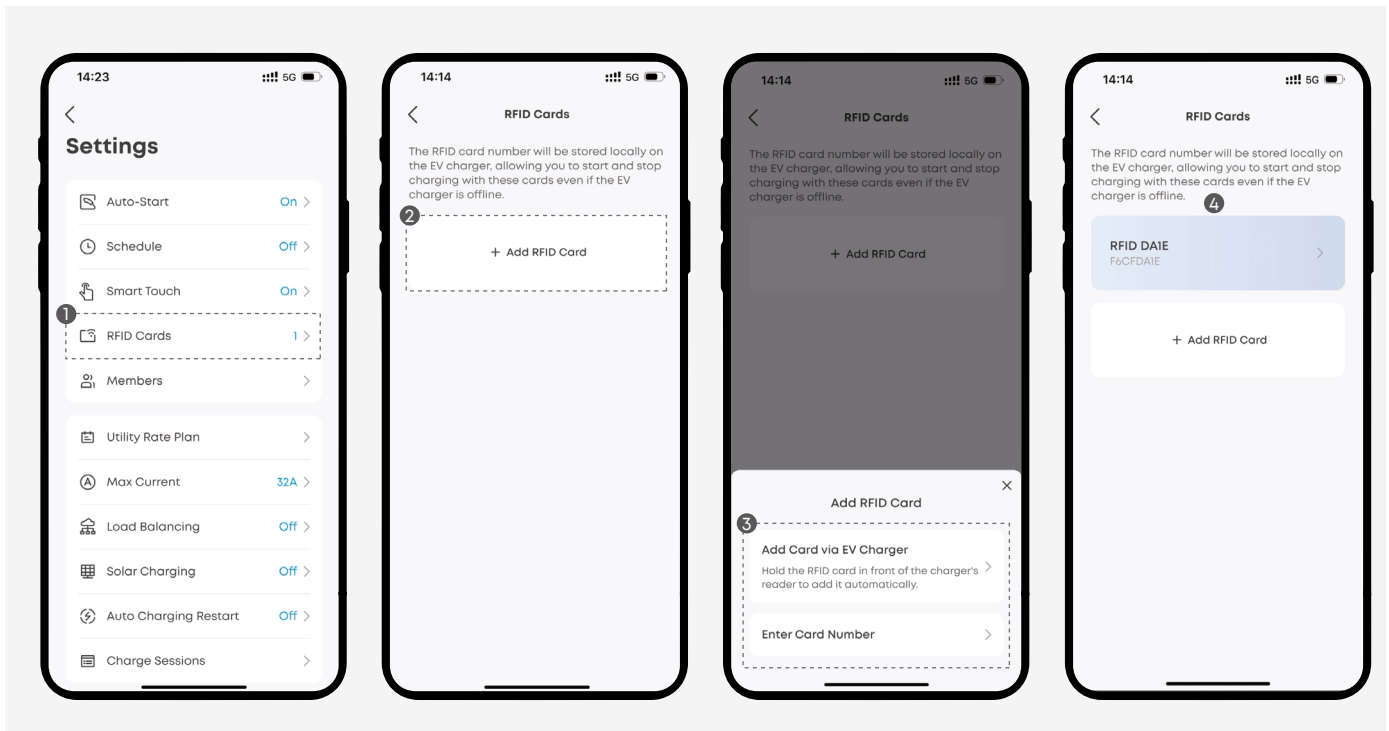 14:23
5G
Settings
Auto-Start On
Schedule Off
Smart Touch On
1
RFID Cards 1
Members
Utility Rate Plan
Max Current 32A
Load Balancing Off
Solar Charging Off
Auto Charging Restart Off
Charge Sessions
14:14
5G
RFID Cards
The RFID card number will be stored locally on
the EV charger, allowing you to start and stop
charging with these cards even if the EV
charger is offline.
2
+ Add RFID Card
14:14
5G
RFID Cards
The RFID card number will be stored locally on
the EV charger, allowing you to start and stop
charging with these cards even if the EV
charger is offline.
+ Add RFID Card
Add RFID Card
3
Add Card via EV Charger
Hold the RFID card in front of the charger's
reader to add it automatically.
Enter Card Number
14:14
5G
RFID Cards
The RFID card number will be stored locally on
the EV charger, allowing you to start and stop
charging with these cards even if the EV
charger is offline.
4
RFID DA1E
F6CFDA1E
+ Add RFID Card